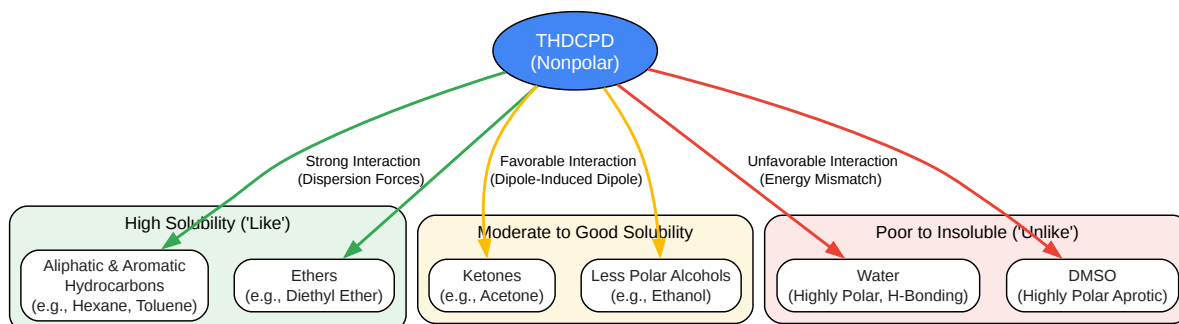 THDCPD
(Nonpolar)
Strong Interaction
(Dispersion Forces)
Favorable Interaction
(Dipole-Induced Dipole)
Unfavorable Interaction
(Energy Mismatch)
High Solubility ('Like')
Aliphatic & Aromatic
Hydrocarbons
(e.g., Hexane, Toluene)
Ethers
(e.g., Diethyl Ether)
Moderate to Good Solubility
Ketones
(e.g., Acetone)
Less Polar Alcohols
(e.g., Ethanol)
Poor to Insoluble ('Unlike')
Water
(Highly Polar, H-Bonding)
DMSO
(Highly Polar Aprotic)